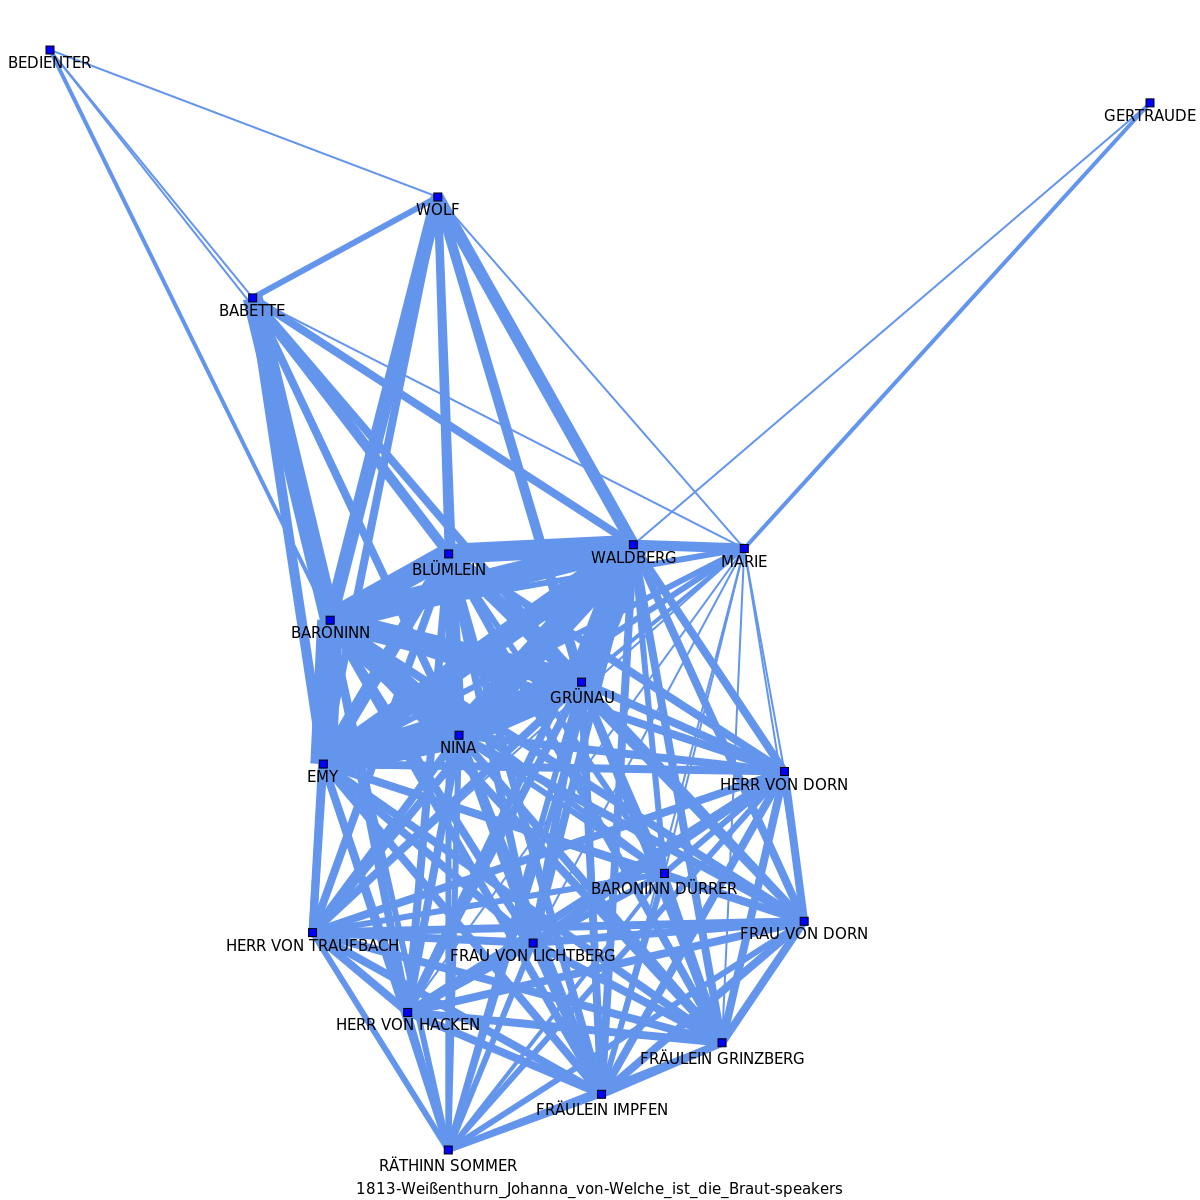 BEDIENTER
GERTRAUDE
WOLF
BABETTE
WALDBERG
MARIE
BLÜMLEIN
BARONINN
GRÜNAU
NINA
EMY
HERR VON DORN
BARONINN DÜRRER
FRAU VON DORN
HERR VON TRAUFBACH
FRAU VON LICHTBERG
HERR VON HACKEN
FRÄULEIN GRINZBERG
FRÄULEIN IMPFEN
RÄTHINN SOMMER
1813-Weißenthurn_Johanna_von-Welche_ist_die_Braut-speakers